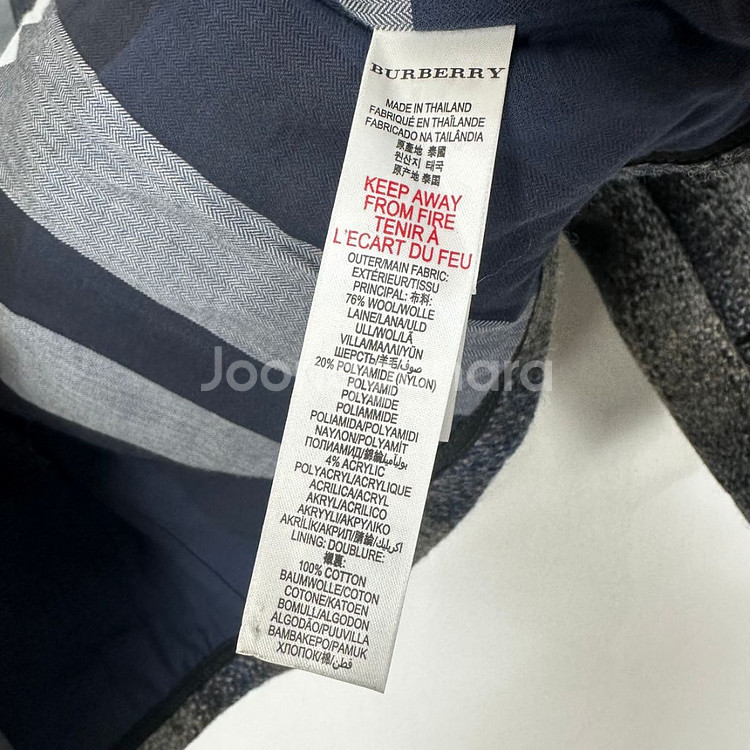 BURBERRY
MADE IN THAILAND
FABRIQUÉ EN THAÏLANDE
FABRICADO NA TAILÂNDIA
原產地 泰國
원산지 태국
原产地 泰国
KEEP AWAY
FROM FIRE
TENIR À
L'ECART DU FEU
OUTER/MAIN FABRIC:
EXTÉRIEUR/TISSU
PRINCIPAL: 布料:
76% WOOL/WOLLE
LAINE/LANA/ULD
ULL/WOL/LÃ
VILLA/ΜΑΛΛΙ/YÜN
ШЕРСТЬ/羊毛/صوف
20% POLYAMIDE (NYLON)
POLYAMID
POLYAMIDE
POLIAMMIDE
POLIAMIDA/POLYAMIDI
ΝΑΥΛΟΝ/POLYAMİT
ПОЛИАМИД/錦綸/بوليأميد
4% ACRYLIC
POLYACRYL/ACRYLIQUE
ACRILICA/ACRYL
AKRYL/ACRILICO
AKRYYLI/ΑΚΡΥΛΙΚΟ
AKRİLİK/АКРИЛ/腈綸/اكريليك
LINING: DOUBLURE:
襯裏:
100% COTTON
BAUMWOLLE/COTON
COTONE/KATOEN
BOMULL/ALGODON
ALGODÃO/PUUVILLA
ΒΑΜΒΑΚΕΡΟ/PAMUK
ХЛОПОК/棉/قطن